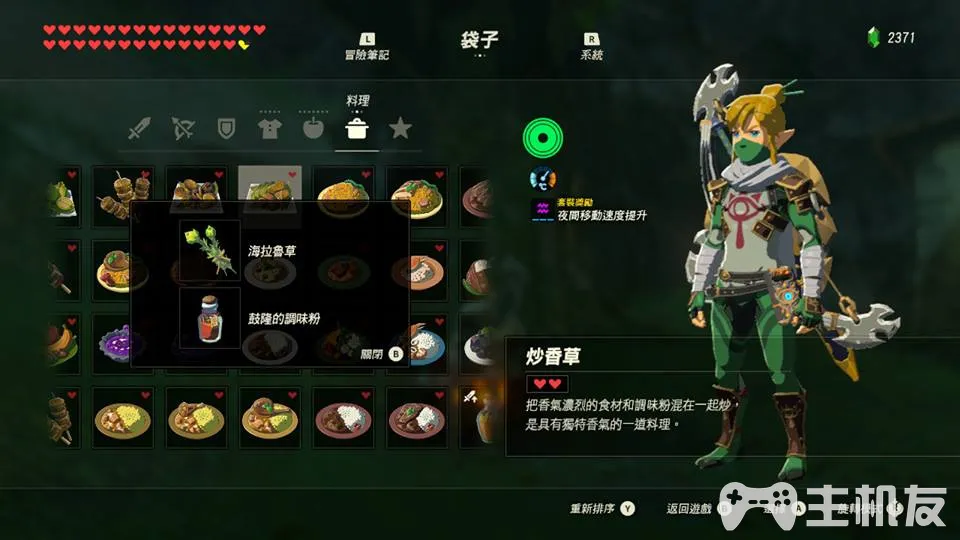 L
冒險筆記
袋子
R
系統
2371
料理
套裝獎勵
夜間移動速度提升
海拉魯草
鼓隆的調味粉
關閉 B
炒香草
把香氣濃烈的食材和調味粉混在一起炒，
是具有獨特香氣的一道料理。
重新排序 Y
返回遊戲
選擇 A
主机友